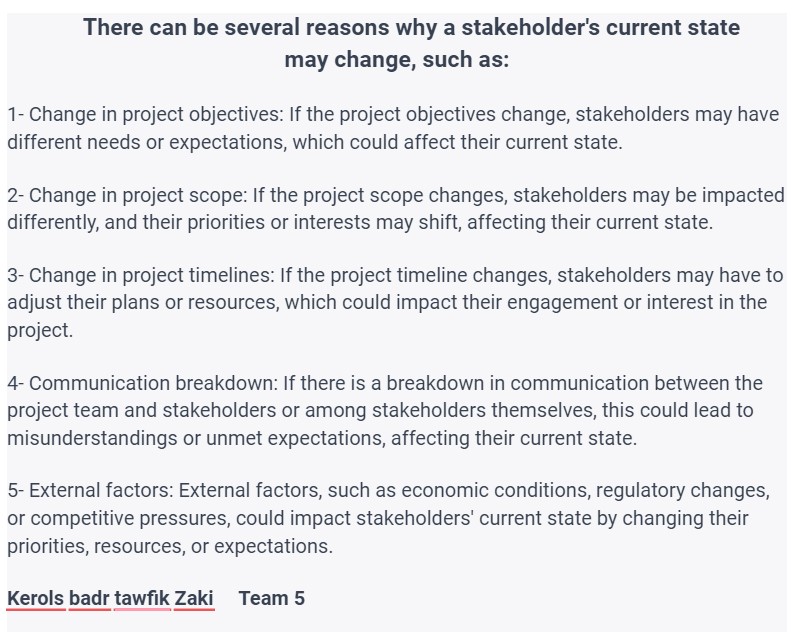 There can be several reasons why a stakeholder's current state
may change, such as:
1- Change in project objectives: If the project objectives change, stakeholders may have
different needs or expectations, which could affect their current state.
2- Change in project scope: If the project scope changes, stakeholders may be impacted
differently, and their priorities or interests may shift, affecting their current state.
3- Change in project timelines: If the project timeline changes, stakeholders may have to
adjust their plans or resources, which could impact their engagement or interest in the
project.
4- Communication breakdown: If there is a breakdown in communication between the
project team and stakeholders or among stakeholders themselves, this could lead to
misunderstandings or unmet expectations, affecting their current state.
5- External factors: External factors, such as economic conditions, regulatory changes,
or competitive pressures, could impact stakeholders' current state by changing their
priorities, resources, or expectations.
Kerols badr tawfik Zaki Team 5